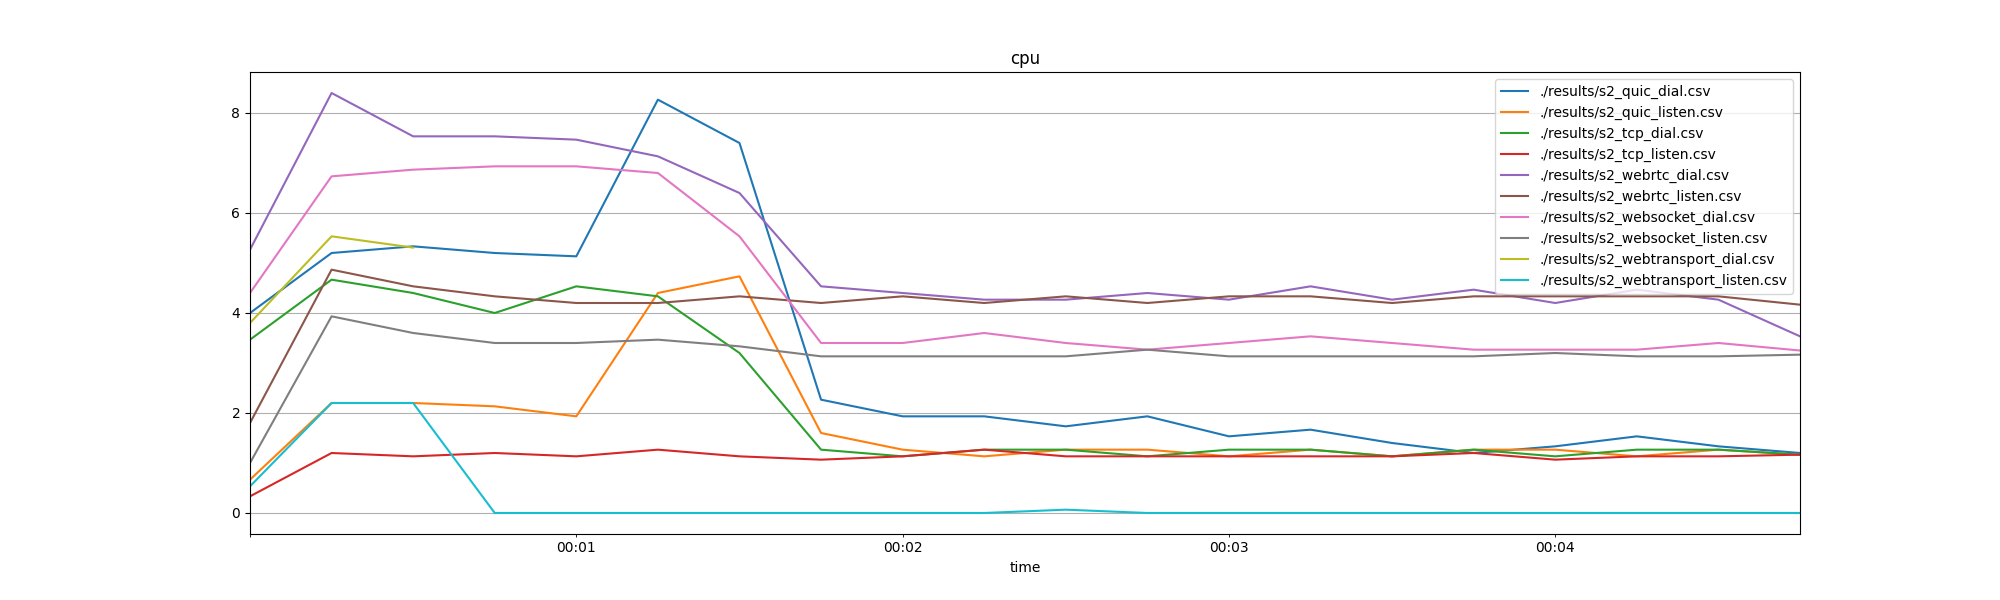 cpu
./results/s2_quic_dial.csv
./results/s2_quic_listen.csv
./results/s2_tcp_dial.csv
./results/s2_tcp_listen.csv
./results/s2_webrtc_dial.csv
./results/s2_webrtc_listen.csv
./results/s2_websocket_dial.csv
./results/s2_websocket_listen.csv
./results/s2_webtransport_dial.csv
./results/s2_webtransport_listen.csv
8
6
4
2
0
00:01 00:02 00:03 00:04
time